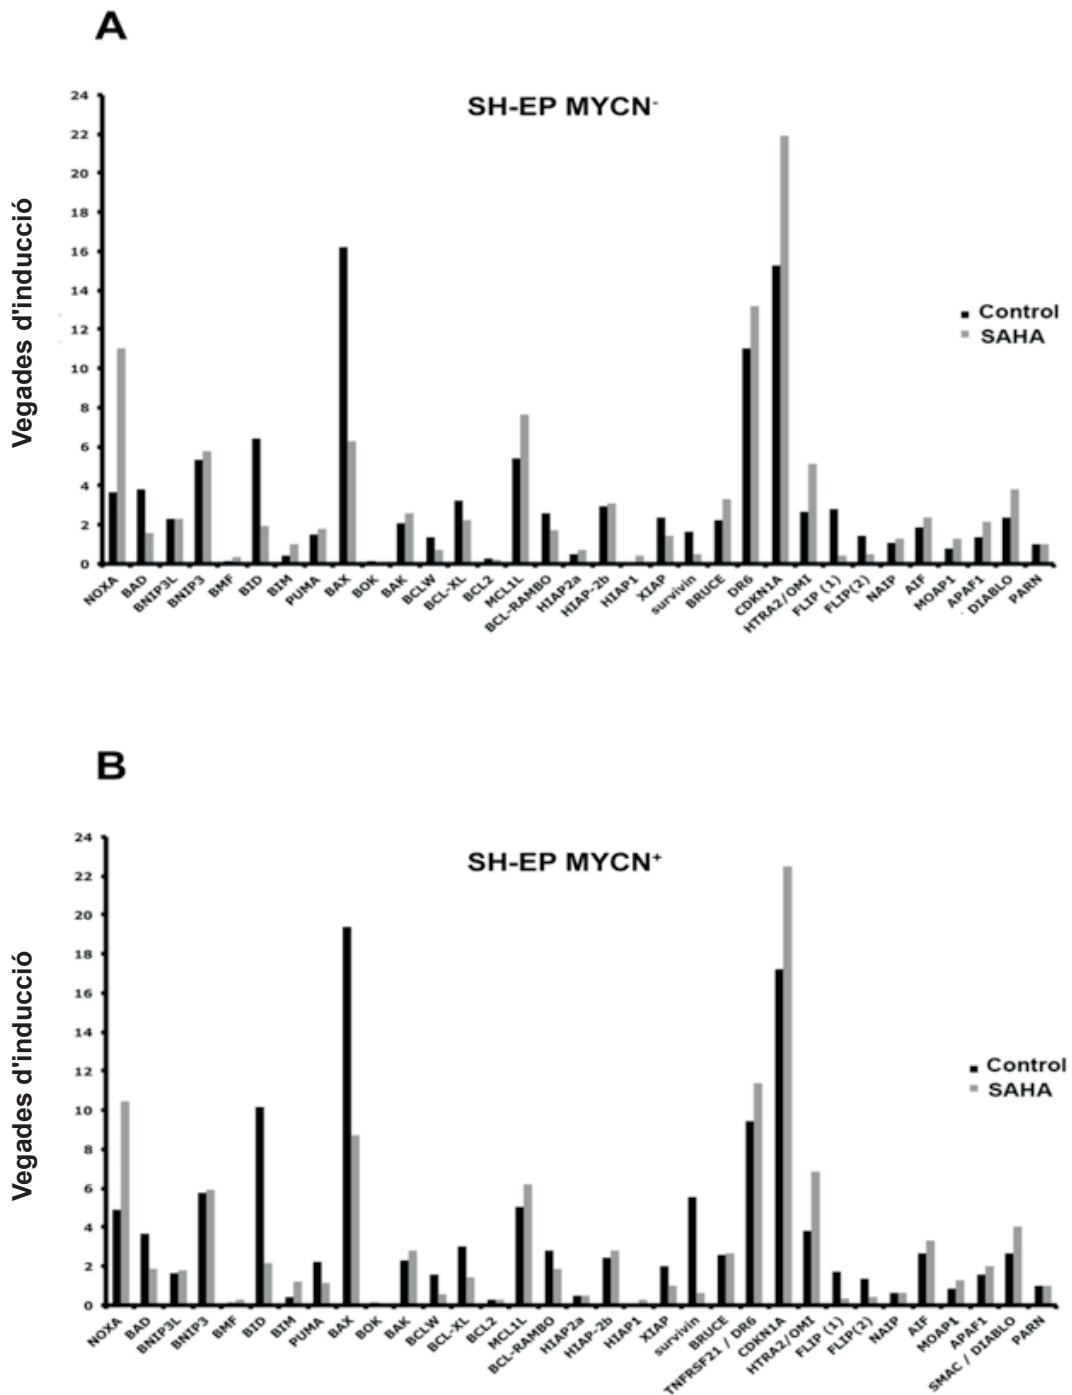 A
SH-EP MYCN-
Vegades d'inducció
24
22
20
18
16
14
12
10
8
6
4
2
0
Control
SAHA
NOXA
BAD
BNIP3L
BNIP3
BMF
BID
BIM
PUMA
BAX
BOK
BAK
BCLW
BCL-XL
BCL2
MCL1L
BCL-RAMBO
HIAP2a
HIAP-2b
HIAP1
XIAP
survivin
BRUCE
DR6
CDKN1A
HTRA2/OMI
FLIP (1)
FLIP(2)
NAIP
AIF
MOAP1
APAF1
DIABLO
PARN
B
SH-EP MYCN+
Vegades d'inducció
24
22
20
18
16
14
12
10
8
6
4
2
0
Control
SAHA
NOXA
BAD
BNIP3L
BNIP3
BMF
BID
BIM
PUMA
BAX
BOK
BAK
BCLW
BCL-XL
BCL2
MCL1L
BCL-RAMBO
HIAP2a
HIAP-2b
HIAP1
XIAP
survivin
BRUCE
TNFRSF21 / DR6
CDKN1A
HTRA2/OMI
FLIP (1)
FLIP(2)
NAIP
AIF
MOAP1
APAF1
SMAC / DIABLO
PARN